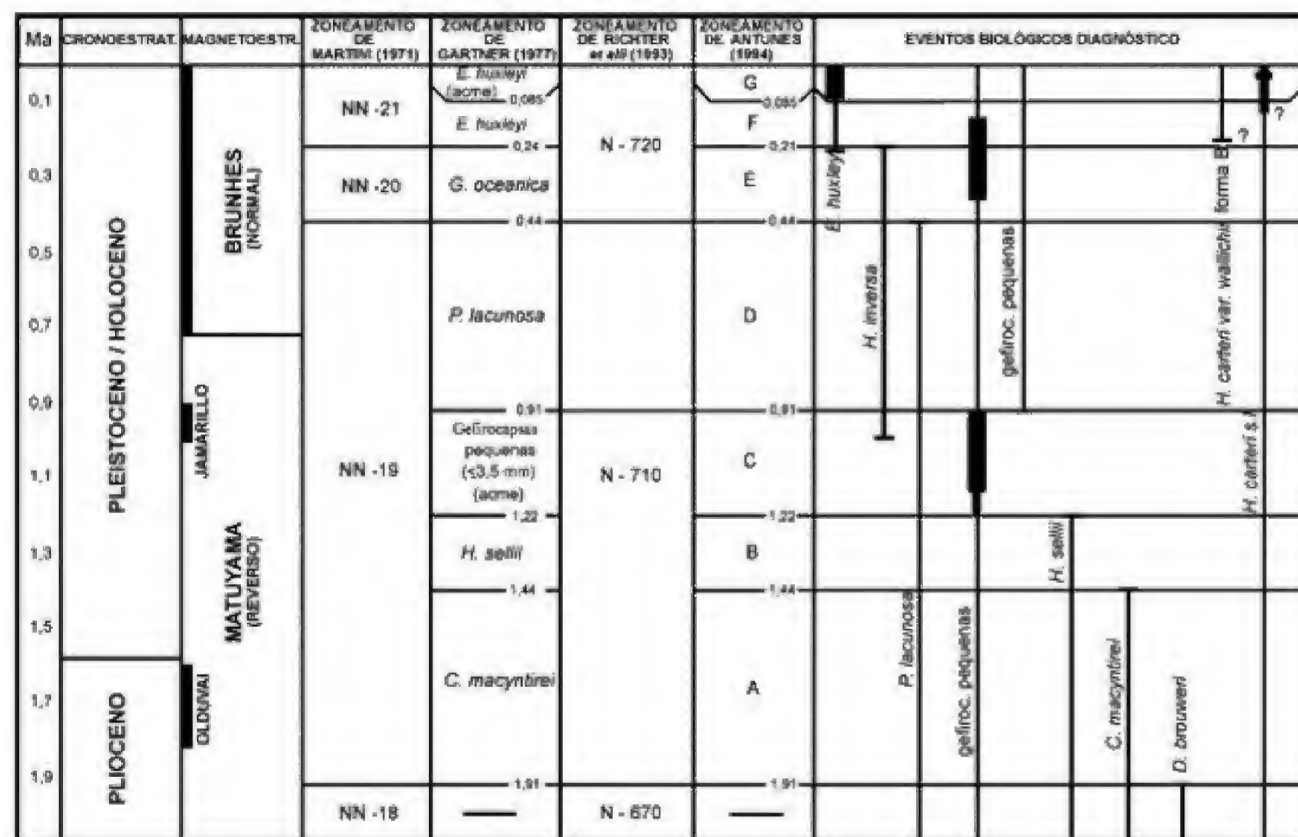 Ma
CRONOESTRAT.
MAGNETOESTR.
ZONEAMENTO
DE
MARTINI (1971)
ZONEAMENTO
DE
GARTNER (1977)
ZONEAMENTO
DE RICHTER
et alii (1993)
ZONEAMENTO
DE ANTUNES
(1994)
EVENTOS BIOLÓGICOS DIAGNÓSTICO
0,1
0,3
0,5
0,7
0,9
1,1
1,3
1,5
1,7
1,9
PLEISTOCENO / HOLOCENO
PLIOCENO
BRUNHES
(NORMAL)
JAMARILLO
MATUYAMA
(REVERSO)
OLDUVAI
NN -21
NN -20
NN -19
NN -18
E. huxleyi
(acme)
0,085
E. huxleyi
0,24
G. oceanica
0,44
P. lacunosa
0,91
Gefirocapsas
pequenas
(≤3,5 mm)
(acme)
1,22
H. sellii
1,44
C. macyntirei
1,91
N - 720
N - 710
N - 670
G
0,085
F
0,21
E
0,44
D
0,91
C
1,22
B
1,44
A
1,91
E. huxleyi
H. inversa
P. lacunosa
gefiroc. pequenas
gefiroc. pequenas
H. sellii
C. macyntirei
D. brouweri
H. carteri var. wallichii forma B
?
H. carteri s.l.
?